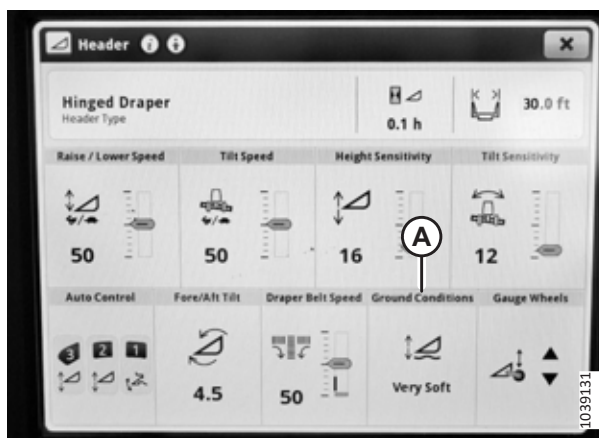 Header
Hinged Draper
Header Type
0.1 h
30.0 ft
Raise / Lower Speed
Tilt Speed
Height Sensitivity
Tilt Sensitivity
50
50
16
12
A
Auto Control
Fore/Aft Tilt
Draper Belt Speed
Ground Conditions
Gauge Wheels
3 2 1
4.5
50
Very Soft
1039131